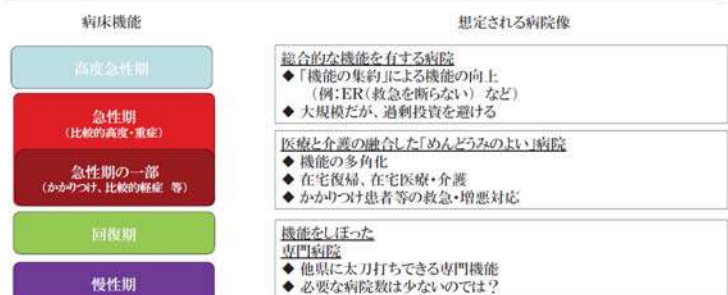 病床機能
想定される病院像
高度急性期
急性期
(比較的高度・重症)
急性期の一部
(かかりつけ、比較的軽症 等)
回復期
慢性期
総合的な機能を有する病院
◆「機能の集約」による機能の向上
(例:ER(救急を断らない) など)
◆ 大規模だが、過剰投資を避ける
医療と介護の融合した「めんどうみのよい」病院
◆ 機能の多角化
◆ 在宅復帰、在宅医療・介護
◆ かかりつけ患者等の救急・増悪対応
機能をしぼった
専門病院
◆ 他県に太刀打ちできる専門機能
◆ 必要な病院数は少ないのでは?